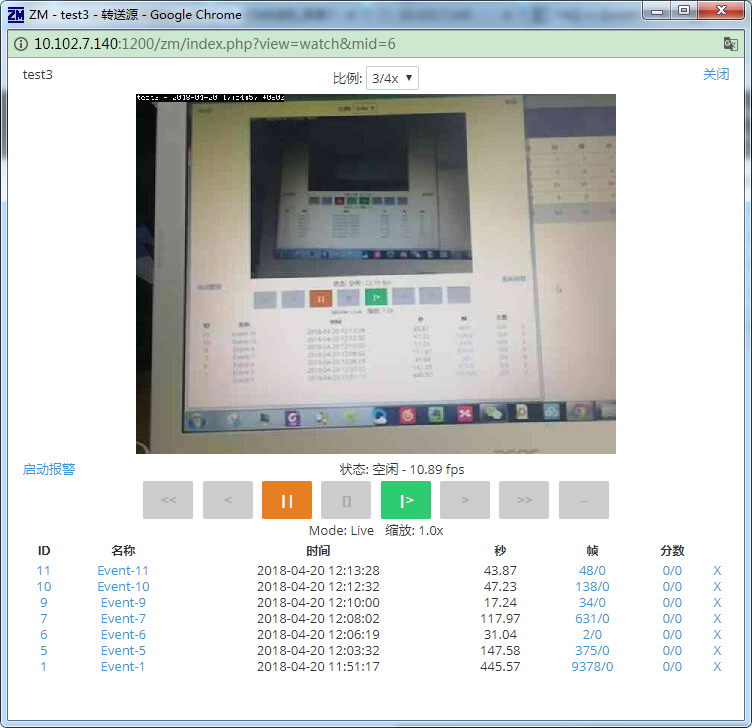 ZM - test3 - 转送源 - Google Chrome
10.102.7.140:1200/zm/index.php?view=watch&mid=6
test3 比例: 3/4x ▼ 关闭
启动报警 状态: 空闲 - 10.89 fps
<< < || [] |> > >> –
Mode: Live 缩放: 1.0x
ID 名称 时间 秒 帧 分数
11 Event-11 2018-04-20 12:13:28 43.87 48/0 0/0 X
10 Event-10 2018-04-20 12:12:32 47.23 138/0 0/0 X
9 Event-9 2018-04-20 12:10:00 17.24 34/0 0/0 X
7 Event-7 2018-04-20 12:08:02 117.97 631/0 0/0 X
6 Event-6 2018-04-20 12:06:19 31.04 2/0 0/0 X
5 Event-5 2018-04-20 12:03:32 147.58 375/0 0/0 X
1 Event-1 2018-04-20 11:51:17 445.57 9378/0 0/0 X